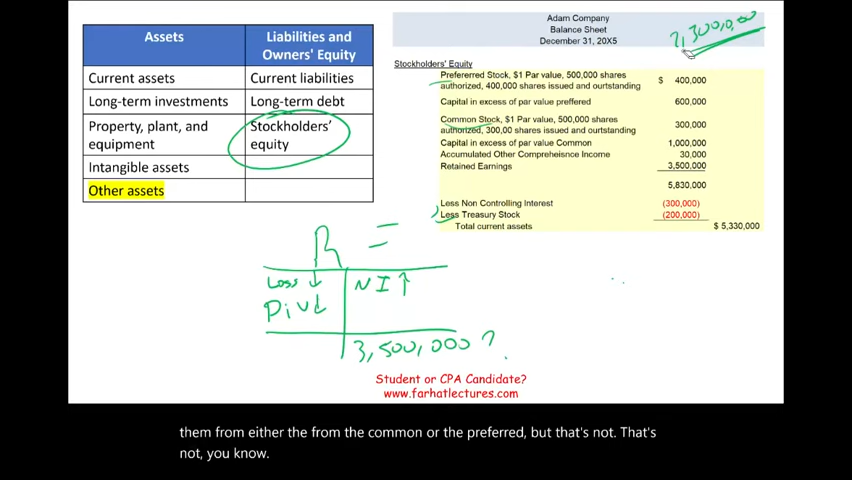 Assets
Liabilities and
Owners' Equity
Current assets
Current liabilities
Long-term investments
Long-term debt
Property, plant, and
equipment
Stockholders'
equity
Intangible assets
Other assets
Adam Company
Balance Sheet
December 31, 20X5
2,300,000
Stockholders' Equity
Prefererred Stock, $1 Par value, 500,000 shares
authorized, 400,000 shares issued and ourtstanding
$ 400,000
Capital in excess of par value preffered
600,000
Common Stock, $1 Par value, 500,000 shares
authorized, 300,00 shares issued and ourtstanding
300,000
Capital in excess of par value Common
1,000,000
Accumulated Other Compreheisnce Income
30,000
Retained Earnings
3,500,000
5,830,000
Less Non Controlling Interest
(300,000)
Less Treasury Stock
(200,000)
Total current assets
$ 5,330,000
R =
Loss ↓
NI ↑
Div ↓
3,500,000 ?
Student or CPA Candidate?
www.farhatlectures.com
them from either the from the common or the preferred, but that's not. That's
not, you know.